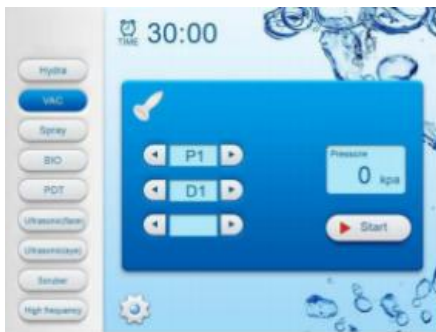 TIME 30:00
Hydra
VAC
Spray
BIO
PDT
Ultrasonic(face)
Ultrasonic(eye)
Scruber
High frequency
P1
D1
Pressure
0 kpa
Start